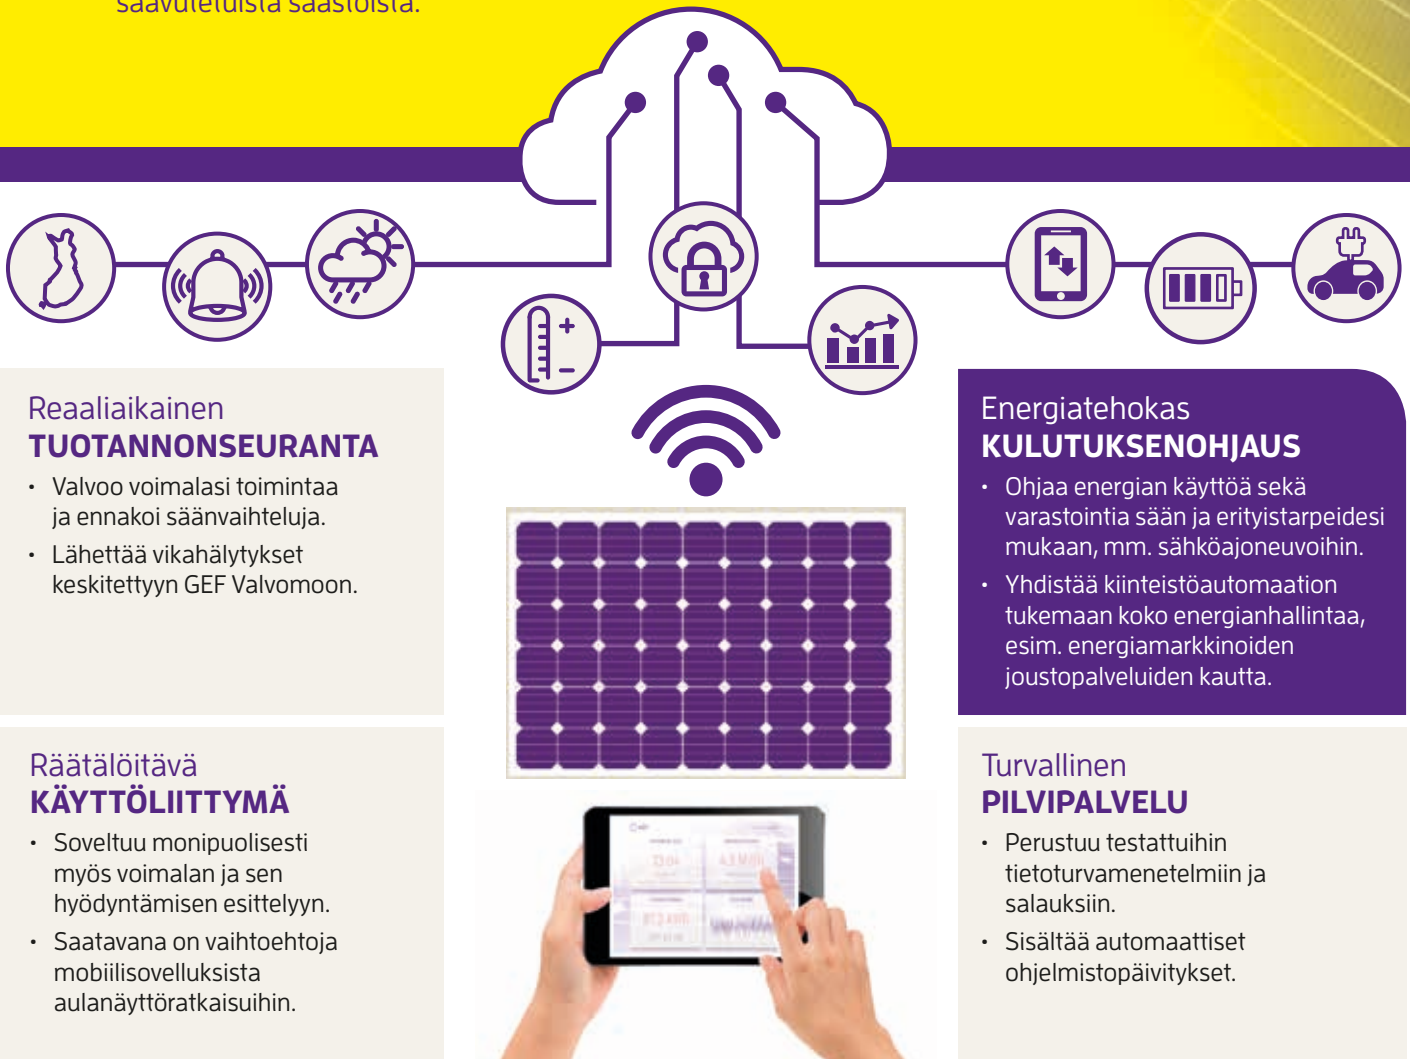 saavutetuista säästöistä.
Reaaliaikainen
TUOTANNONSEURANTA
• Valvoo voimalasi toimintaa
ja ennakoi säänvaihteluja.
• Lähettää vikahälytykset
keskitettyyn GEF Valvomoon.
Räätälöitävä
KÄYTTÖLIITTYMÄ
• Soveltuu monipuolisesti
myös voimalan ja sen
hyödyntämisen esittelyyn.
• Saatavana on vaihtoehtoja
mobiilisovelluksista
aulanäyttöratkaisuihin.
Energiatehokas
KULUTUKSENOHJAUS
• Ohjaa energian käyttöä sekä
varastointia sään ja erityistarpeidesi
mukaan, mm. sähköajoneuvoihin.
• Yhdistää kiinteistöautomaation
tukemaan koko energianhallintaa,
esim. energiamarkkinoiden
joustopalveluiden kautta.
Turvallinen
PILVIPALVELU
• Perustuu testattuihin
tietoturvamenetelmiin ja
salauksiin.
• Sisältää automaattiset
ohjelmistopäivitykset.